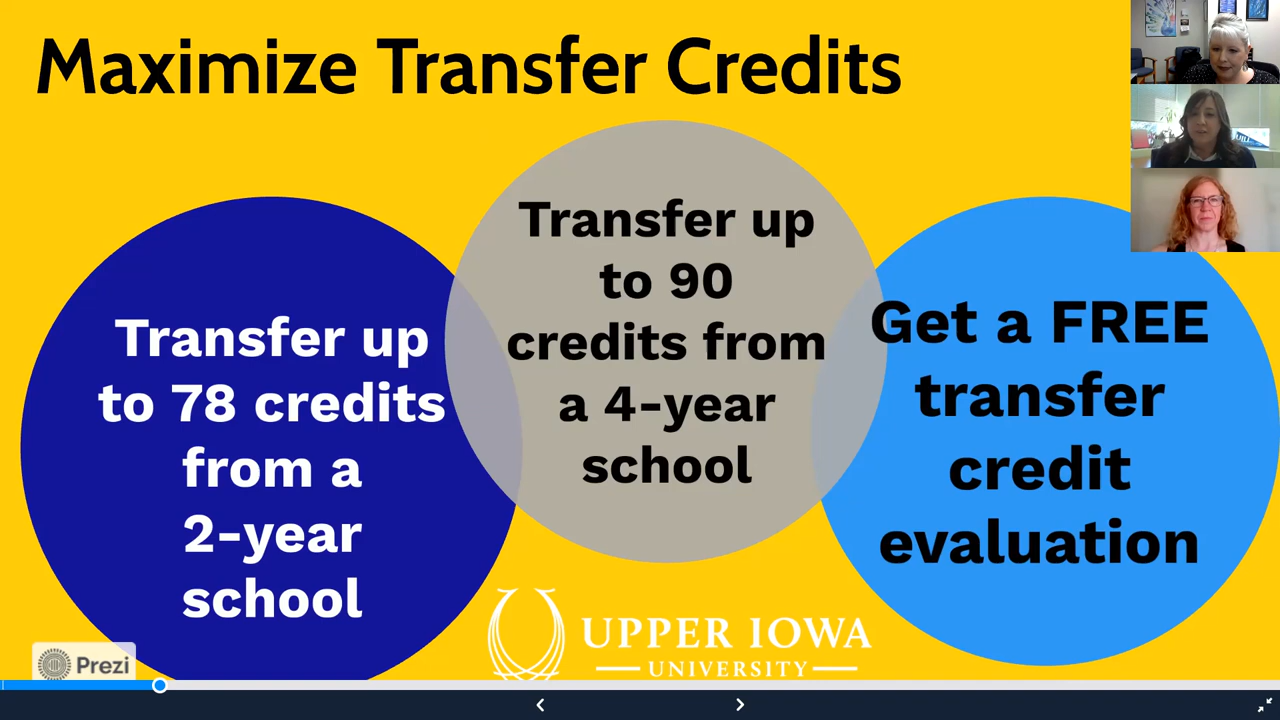 Maximize Transfer Credits
Transfer up
to 78 credits
from a
2-year
school
Transfer up
to 90
credits from
a 4-year
school
Get a FREE
transfer
credit
evaluation
UPPER IOWA
UNIVERSITY
Prezi
UIU